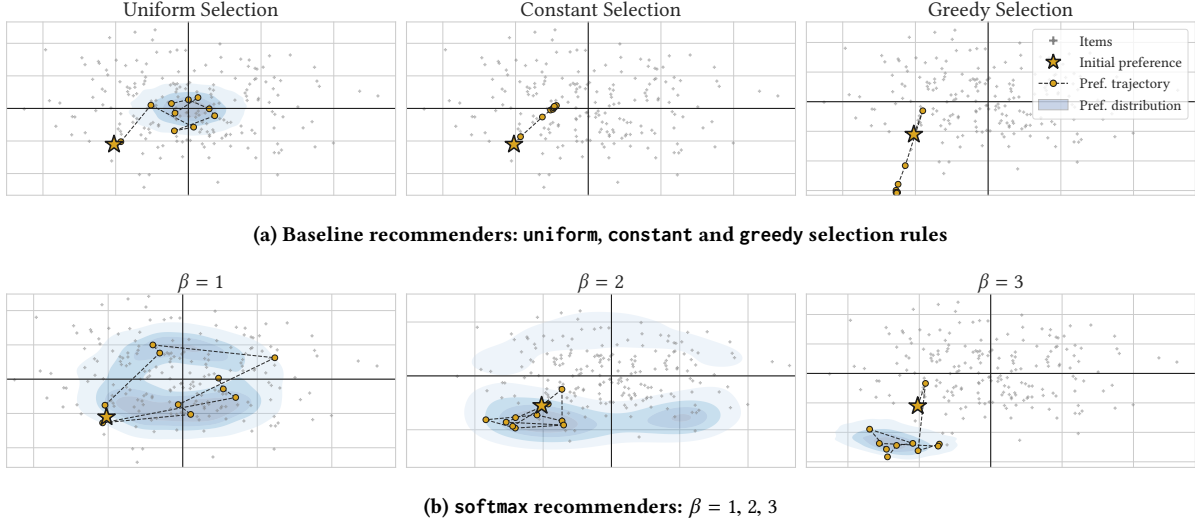 Uniform Selection
Constant Selection
Greedy Selection
Items
Initial preference
Pref. trajectory
Pref. distribution
(a) Baseline recommenders: uniform, constant and greedy selection rules
β = 1
β = 2
β = 3
(b) softmax recommenders: β = 1, 2, 3